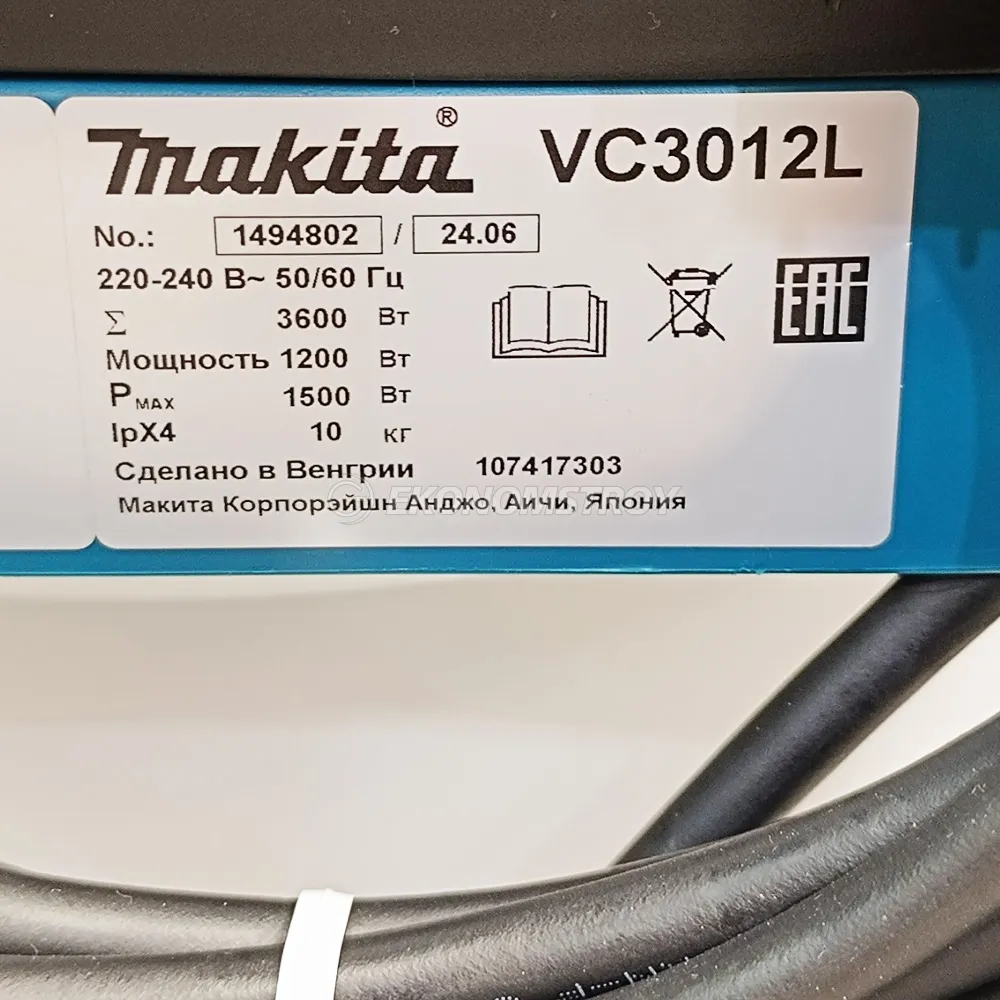 makita® VC3012L
No.: 1494802 / 24.06
220-240 В~ 50/60 Гц
Σ 3600 Вт
Мощность 1200 Вт
PMAX 1500 Вт
IpX4 10 кг
EAC
Сделано в Венгрии 107417303
Макита Корпорэйшн Анджо, Аичи, Япония
EKONOMSTROY